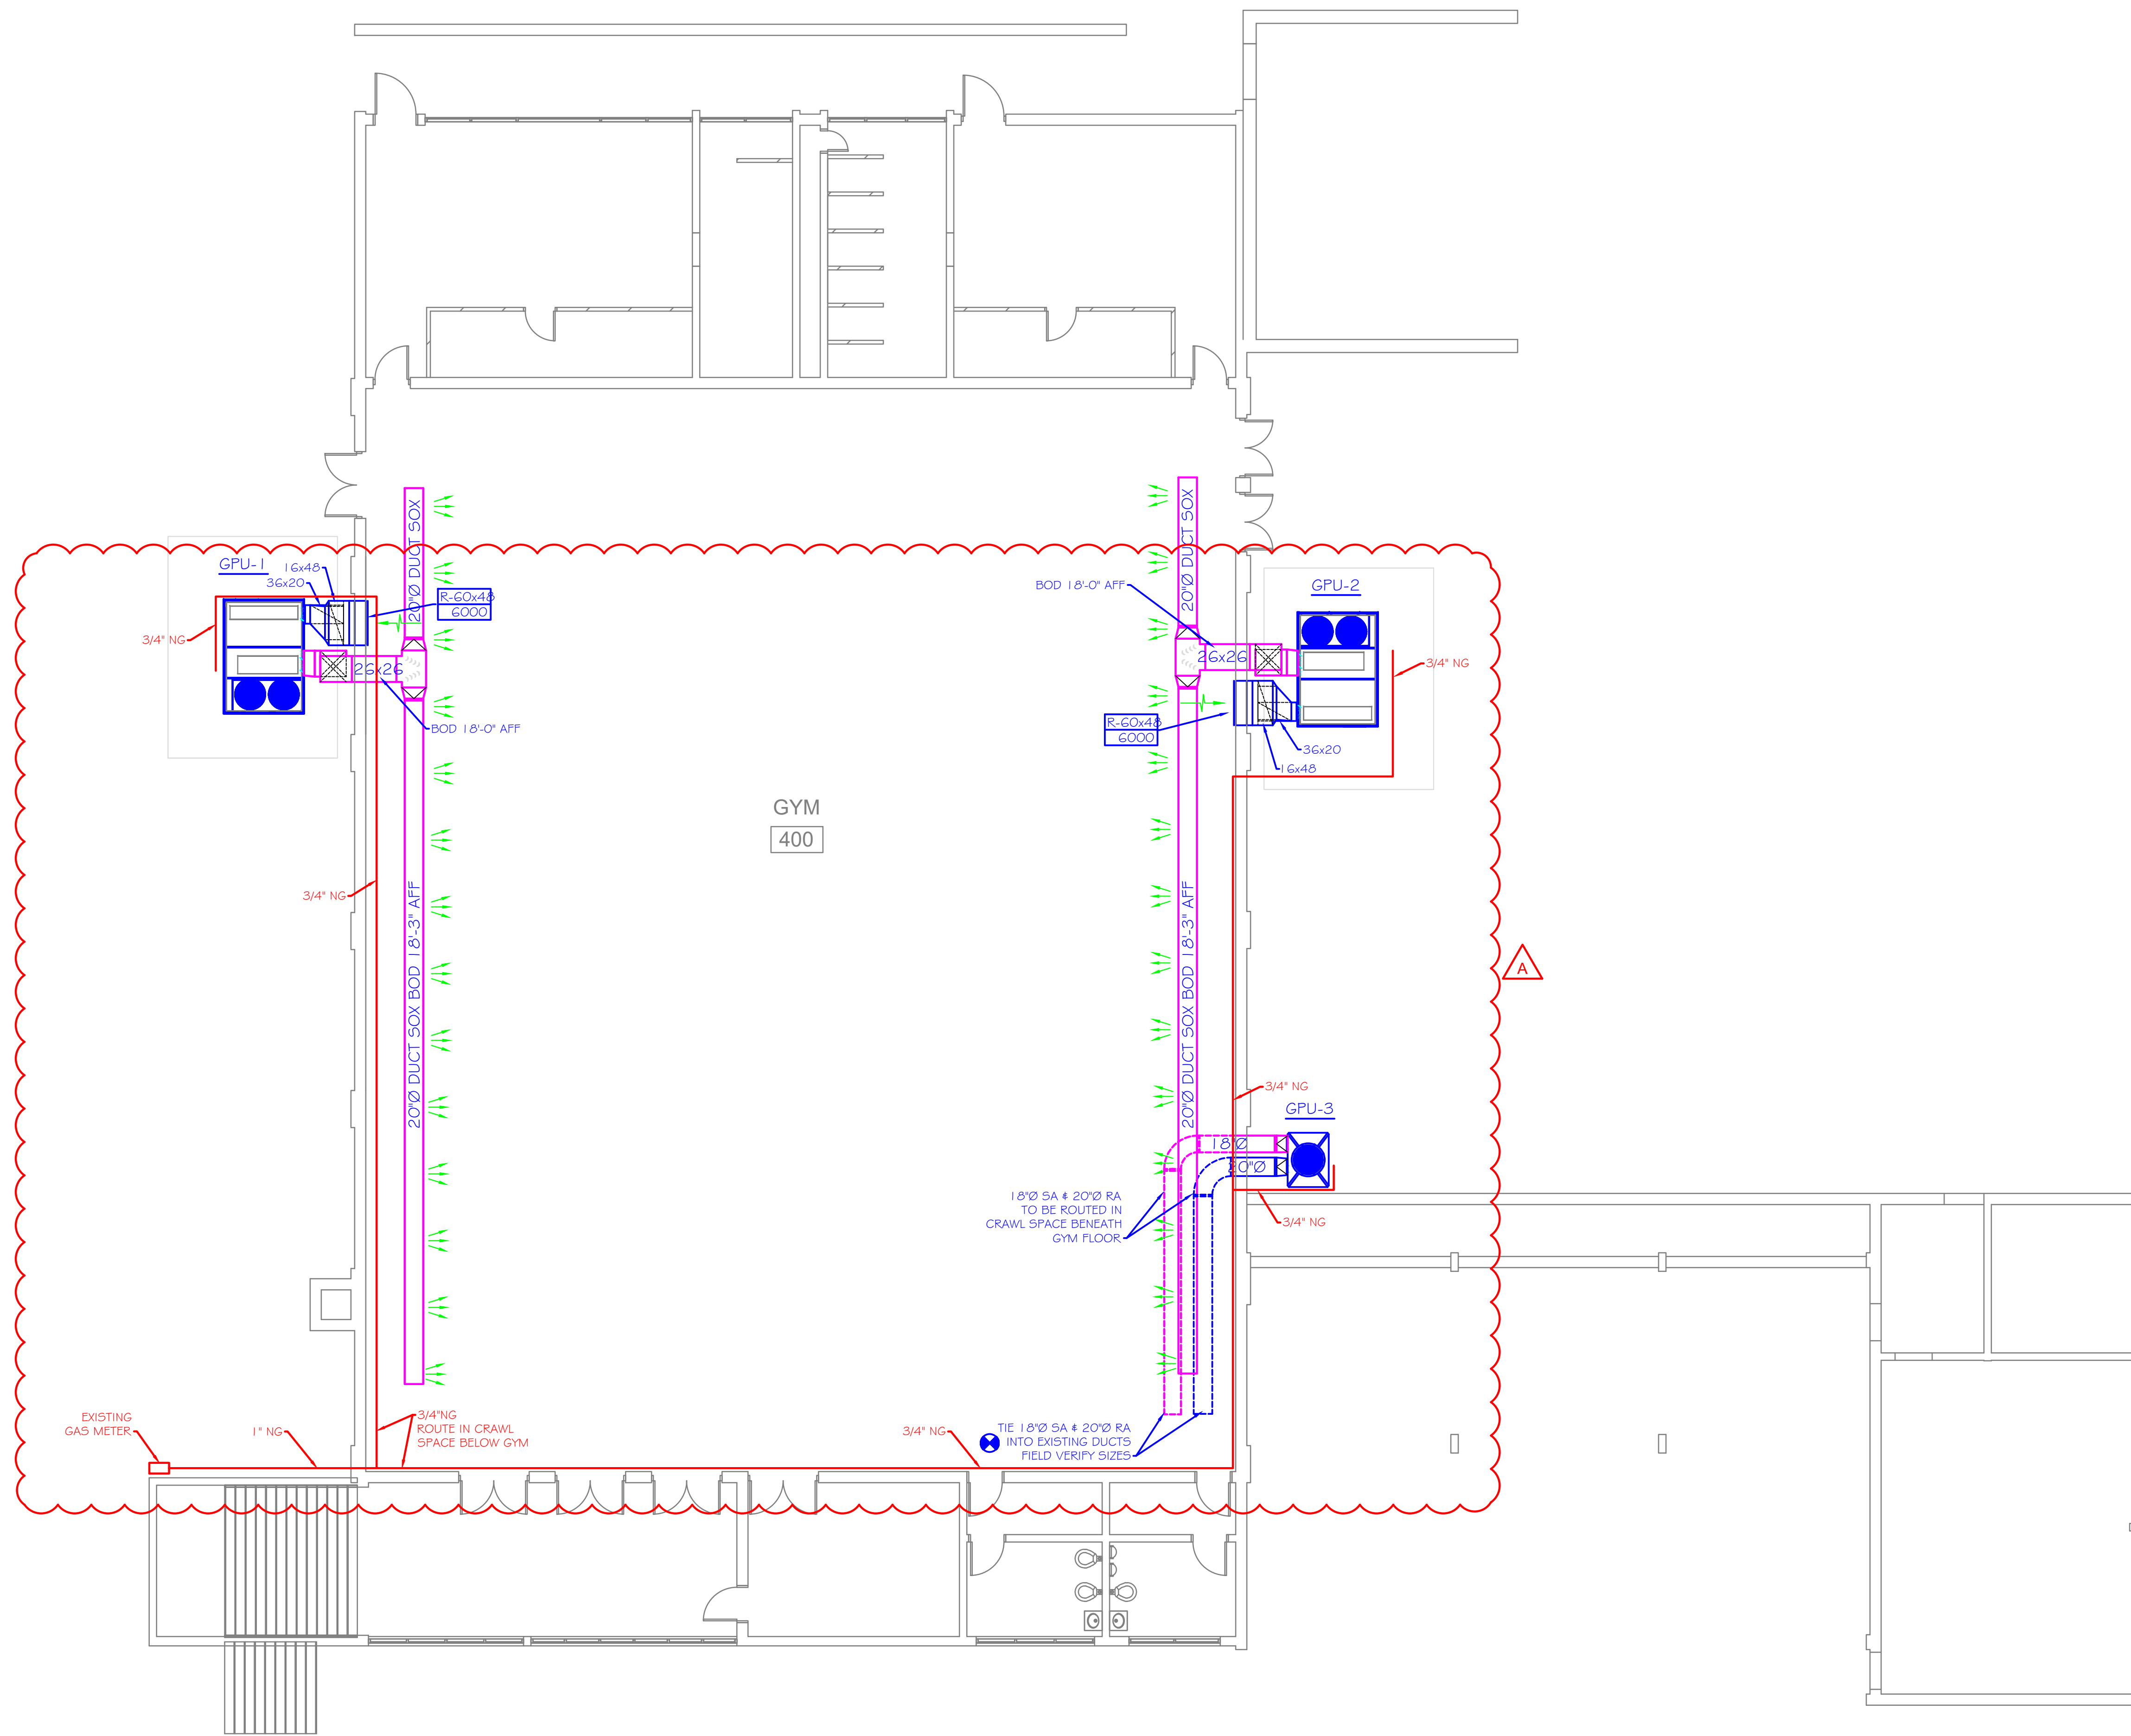 20"Ø DUCT SOX
20"Ø DUCT SOX
GPU-1
16x48
36x20
R-60x48
6000
3/4" NG
26x26
BOD 18'-0" AFF
BOD 18'-0" AFF
GPU-2
26x26
3/4" NG
R-60x48
6000
36x20
16x48
GYM
400
3/4" NG
20"Ø DUCT SOX BOD 18'-3" AFF
20"Ø DUCT SOX BOD 18'-3" AFF
A
3/4" NG
GPU-3
18"Ø
0"Ø
18"Ø SA & 20"Ø RA
TO BE ROUTED IN
CRAWL SPACE BENEATH
GYM FLOOR
3/4" NG
EXISTING
GAS METER
1" NG
3/4"NG
ROUTE IN CRAWL
SPACE BELOW GYM
3/4" NG
TIE 18"Ø SA & 20"Ø RA
INTO EXISTING DUCTS
FIELD VERIFY SIZES